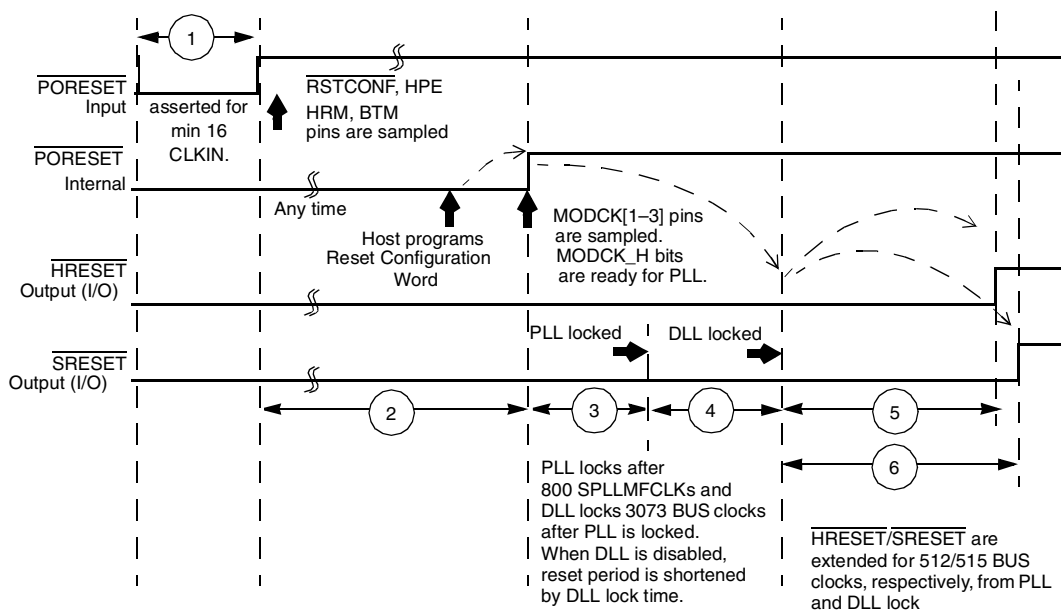 1
PORESET
Input
asserted for
min 16
CLKIN.
RSTCONF, HPE
HRM, BTM
pins are sampled
PORESET
Internal
Any time
Host programs
Reset Configuration
Word
MODCK[1–3] pins
are sampled.
MODCK_H bits
are ready for PLL.
HRESET
Output (I/O)
PLL locked
DLL locked
SRESET
Output (I/O)
2
3
4
5
6
PLL locks after
800 SPLLMFCLKs and
DLL locks 3073 BUS clocks
after PLL is locked.
When DLL is disabled,
reset period is shortened
by DLL lock time.
HRESET/SRESET are
extended for 512/515 BUS
clocks, respectively, from PLL
and DLL lock